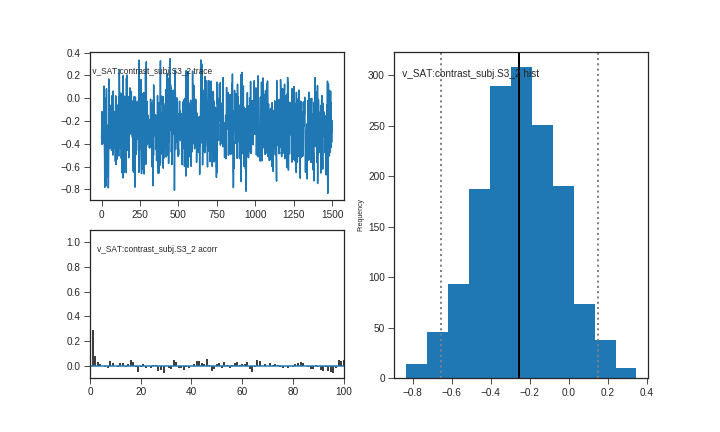 0.4
v_SAT:contrast_subj.S3_2 trace
0.2
0.0
−0.2
−0.4
−0.6
−0.8
0 250 500 750 1000 1250 1500
1.0
v_SAT:contrast_subj.S3_2 acorr
0.8
0.6
0.4
0.2
0.0
0 20 40 60 80 100
v_SAT:contrast_subj.S3_2 hist
300
250
200
150
100
50
0
Frequency
−0.8 −0.6 −0.4 −0.2 0.0 0.2 0.4